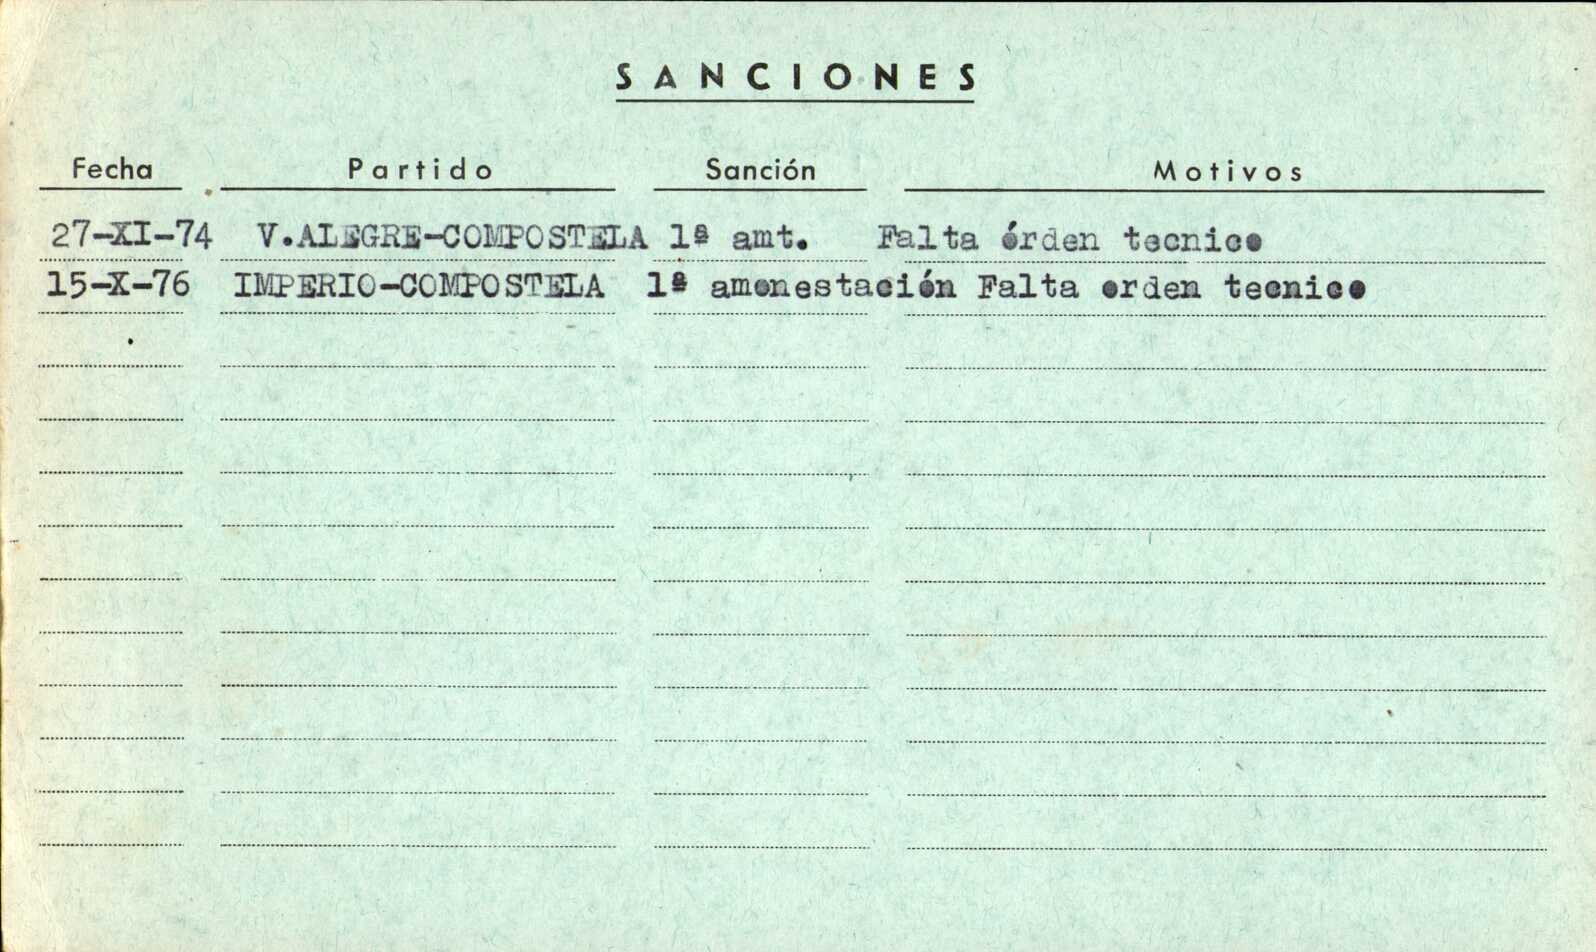 SANCIONES
Fecha Partido Sanción Motivos
27-XI-74 V.ALEGRE-COMPOSTELA 1ª amt. Falta órden tecnico
15-X-76 IMPERIO-COMPOSTELA 1ª amonestación Falta orden tecnico